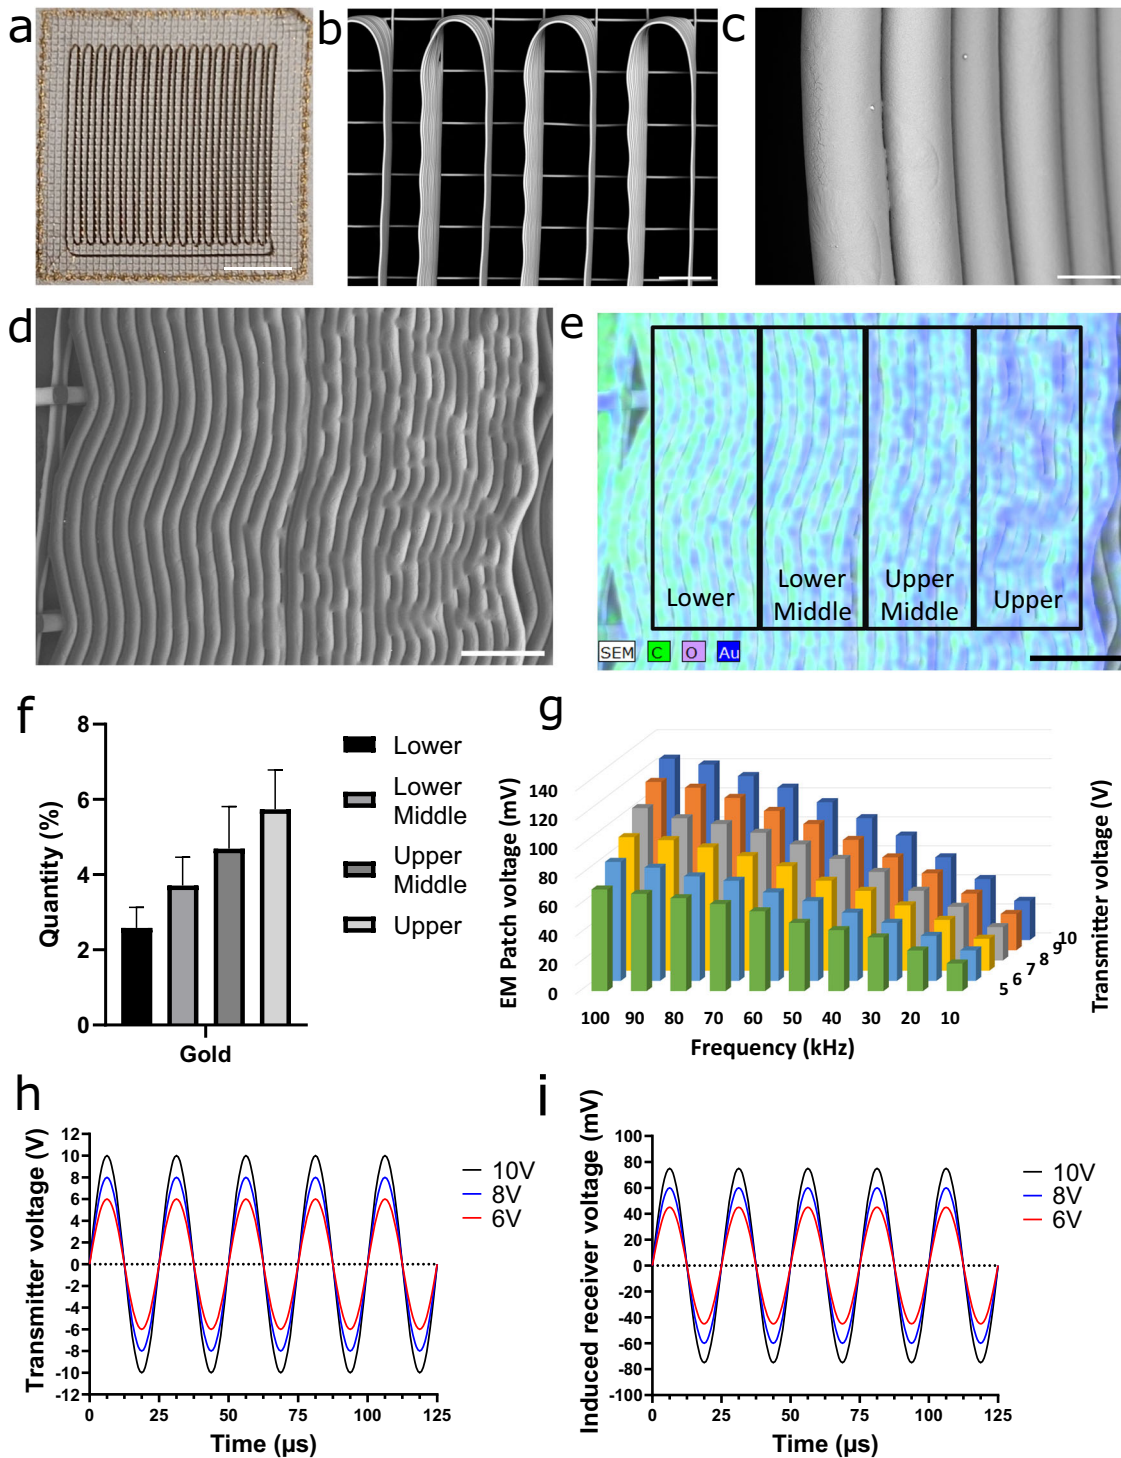 a
b
c
d
e
Lower
Lower
Middle
Upper
Middle
Upper
SEM C O Au
f
8
6
4
2
0
Quantity (%)
Gold
Lower
Lower
Middle
Upper
Middle
Upper
g
140
120
100
80
60
40
20
0
EM Patch voltage (mV)
100 90 80 70 60 50 40 30 20 10
Frequency (kHz)
5 6 7 8 9 10
Transmitter voltage (V)
h
12
10
8
6
4
2
0
-2
-4
-6
-8
-10
-12
Transmitter voltage (V)
0 25 50 75 100 125
Time (µs)
10V
8V
6V
i
100
80
60
40
20
0
-20
-40
-60
-80
-100
Induced receiver voltage (mV)
0 25 50 75 100 125
Time (µs)
10V
8V
6V